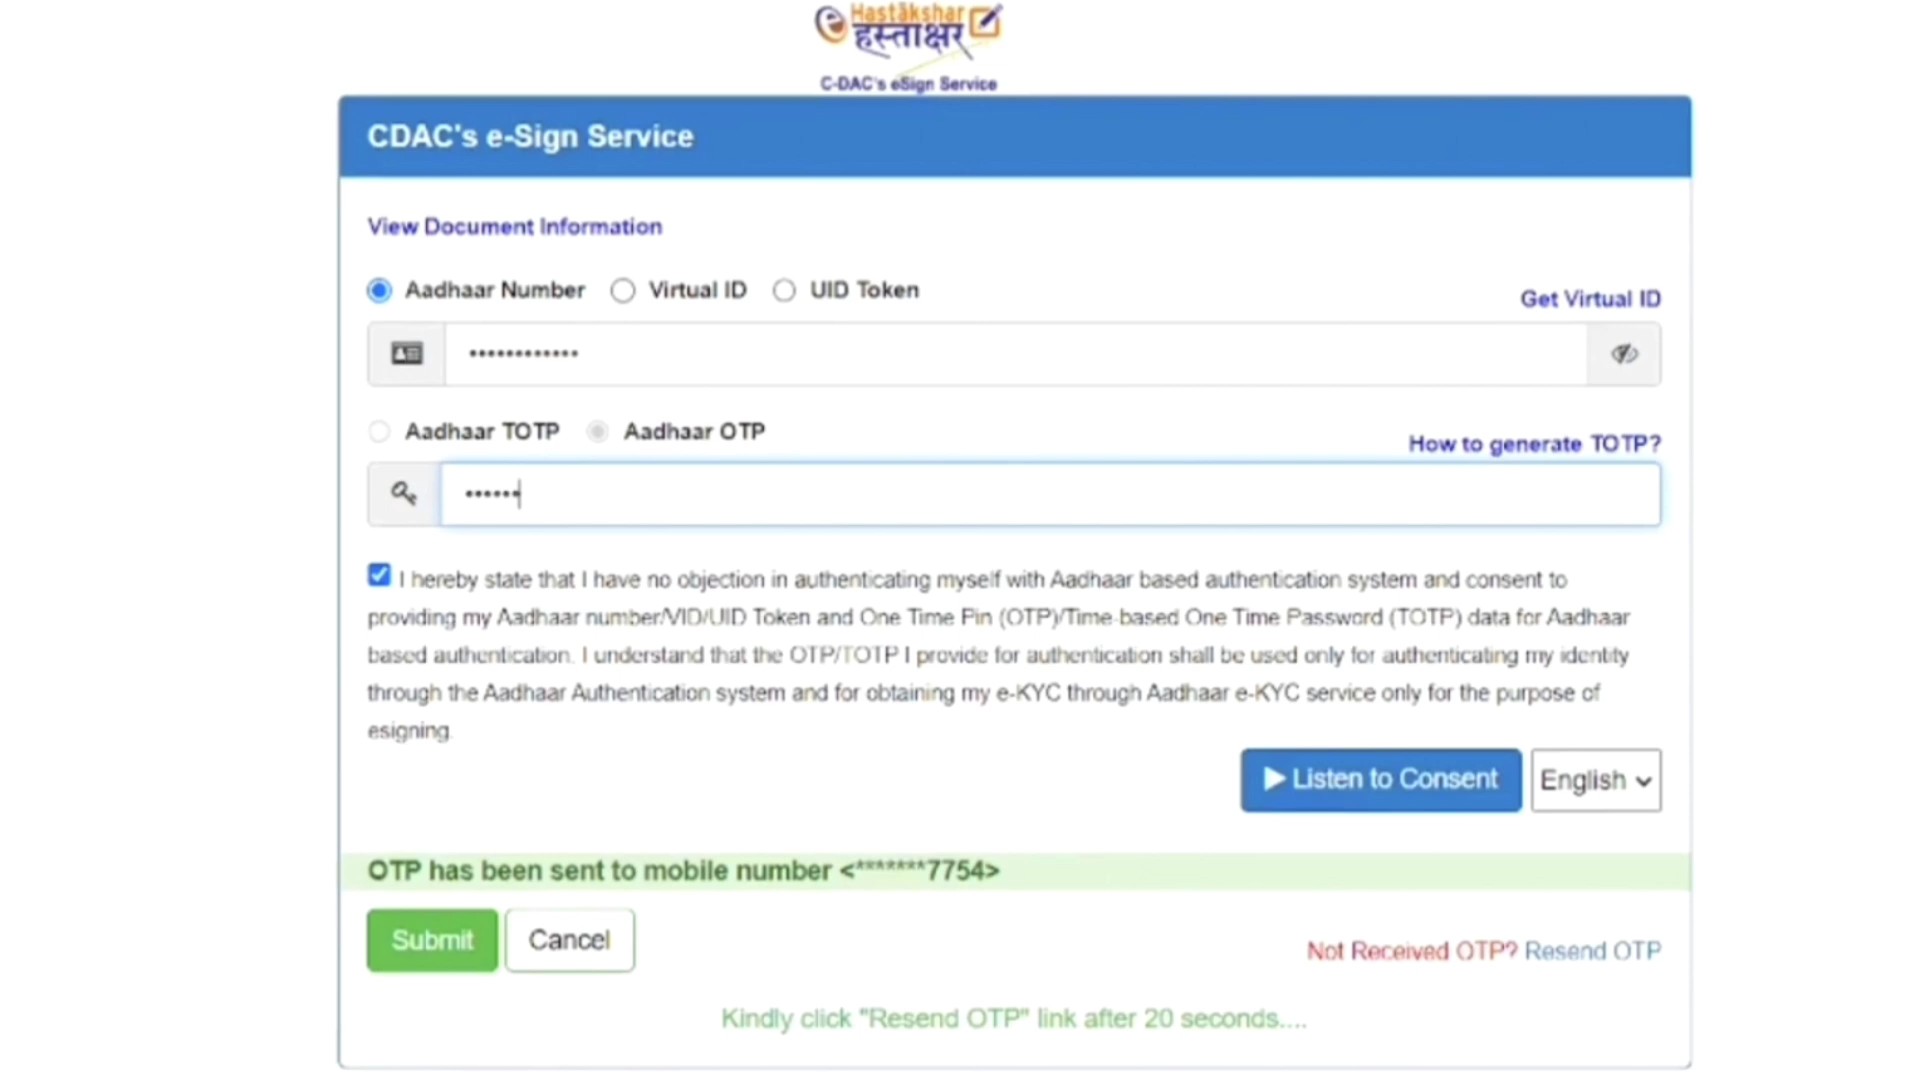 Hastākshar
हस्ताक्षर
C-DAC's eSign Service
CDAC's e-Sign Service
View Document Information
Aadhaar Number Virtual ID UID Token
Get Virtual ID
••••••••••••
Aadhaar TOTP Aadhaar OTP
How to generate TOTP?
••••••
I hereby state that I have no objection in authenticating myself with Aadhaar based authentication system and consent to
providing my Aadhaar number/VID/UID Token and One Time Pin (OTP)/Time-based One Time Password (TOTP) data for Aadhaar
based authentication. I understand that the OTP/TOTP I provide for authentication shall be used only for authenticating my identity
through the Aadhaar Authentication system and for obtaining my e-KYC through Aadhaar e-KYC service only for the purpose of
esigning.
Listen to Consent English
OTP has been sent to mobile number <*******7754>
Submit Cancel
Not Received OTP? Resend OTP
Kindly click "Resend OTP" link after 20 seconds....